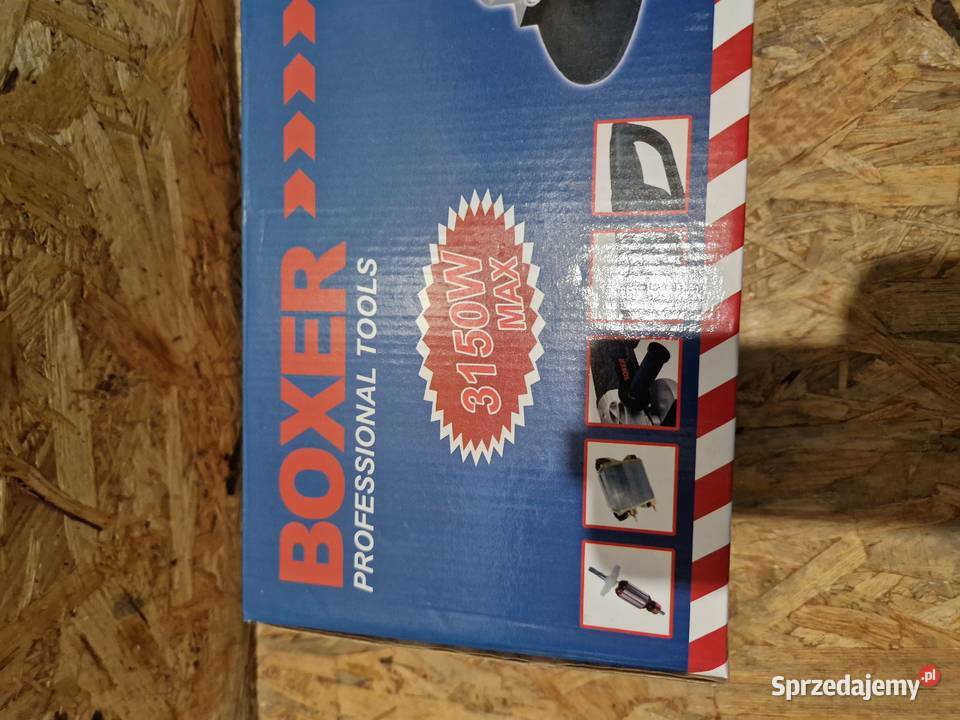 BOXER
PROFESSIONAL TOOLS
3150W
MAX
Sprzedajemy.pl